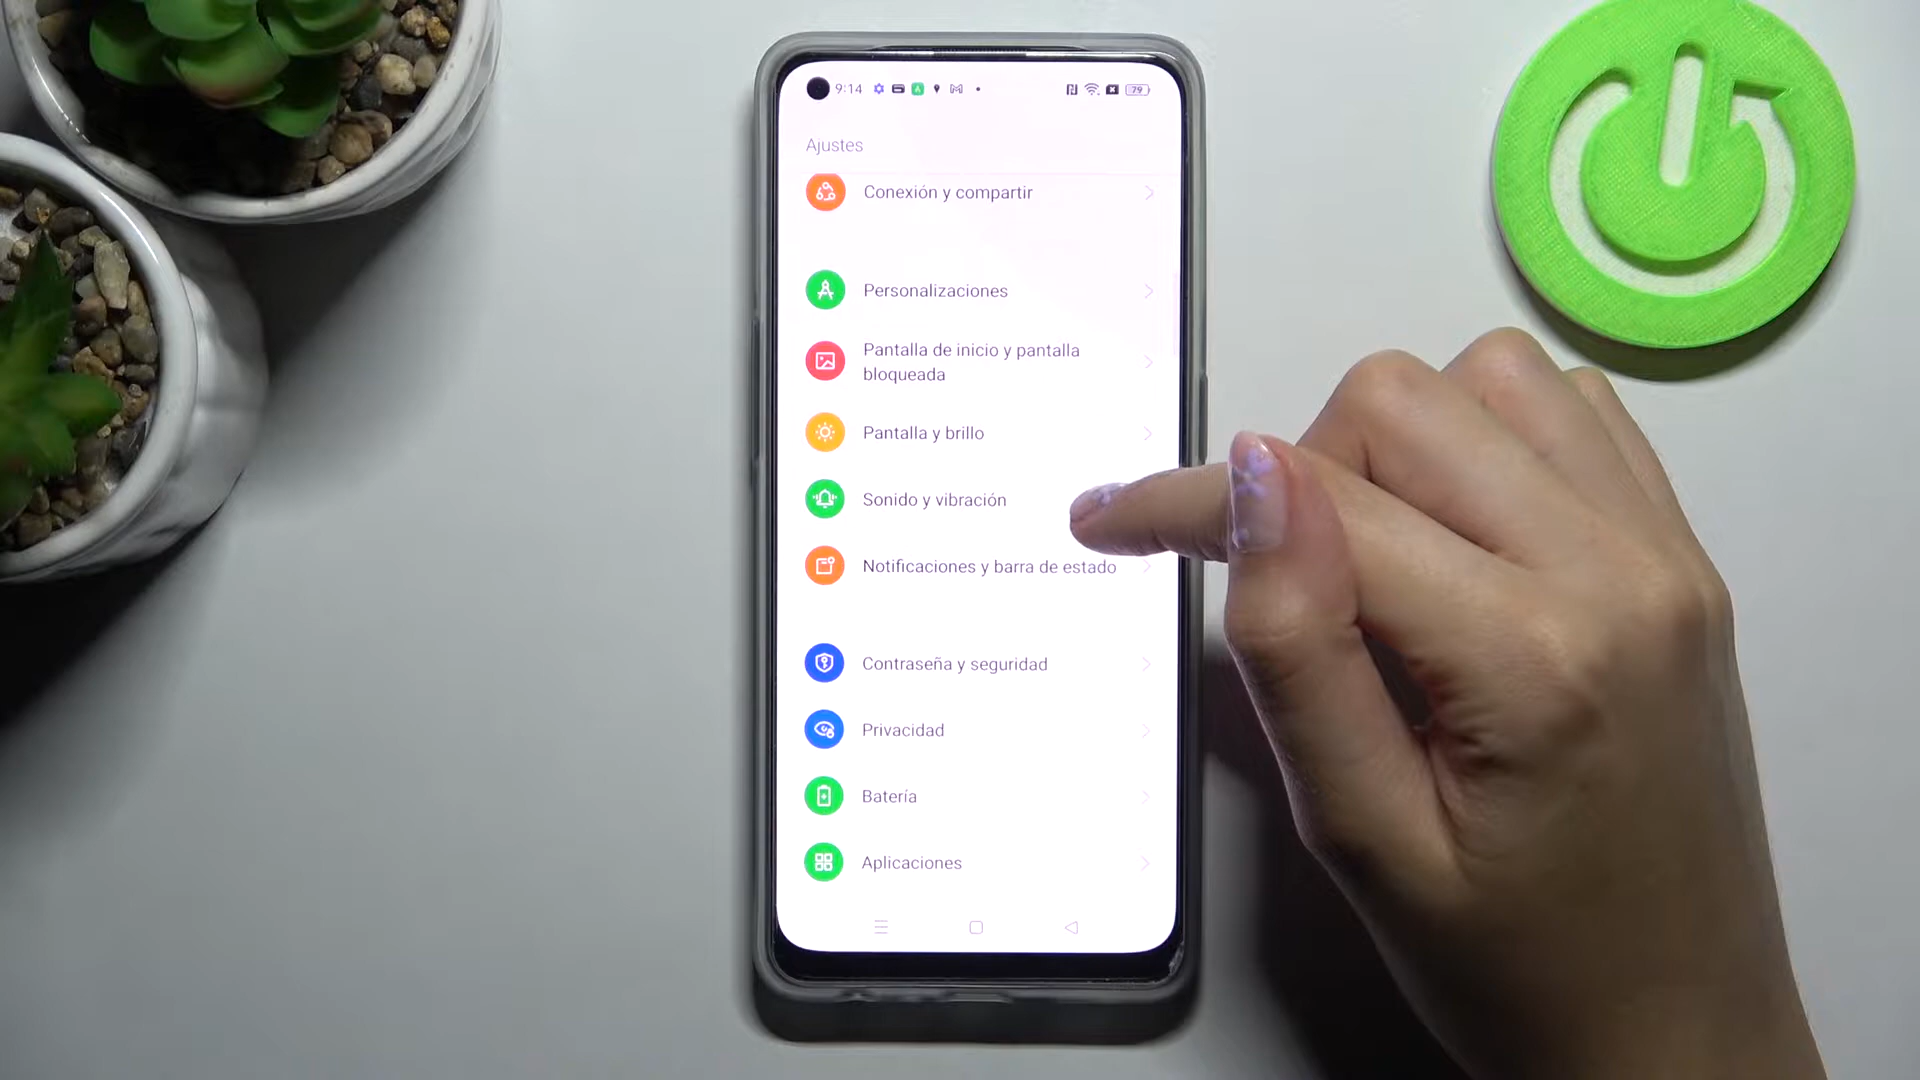 9:14
79
Ajustes
Conexión y compartir
Personalizaciones
Pantalla de inicio y pantalla
bloqueada
Pantalla y brillo
Sonido y vibración
Notificaciones y barra de estado
Contraseña y seguridad
Privacidad
Batería
Aplicaciones